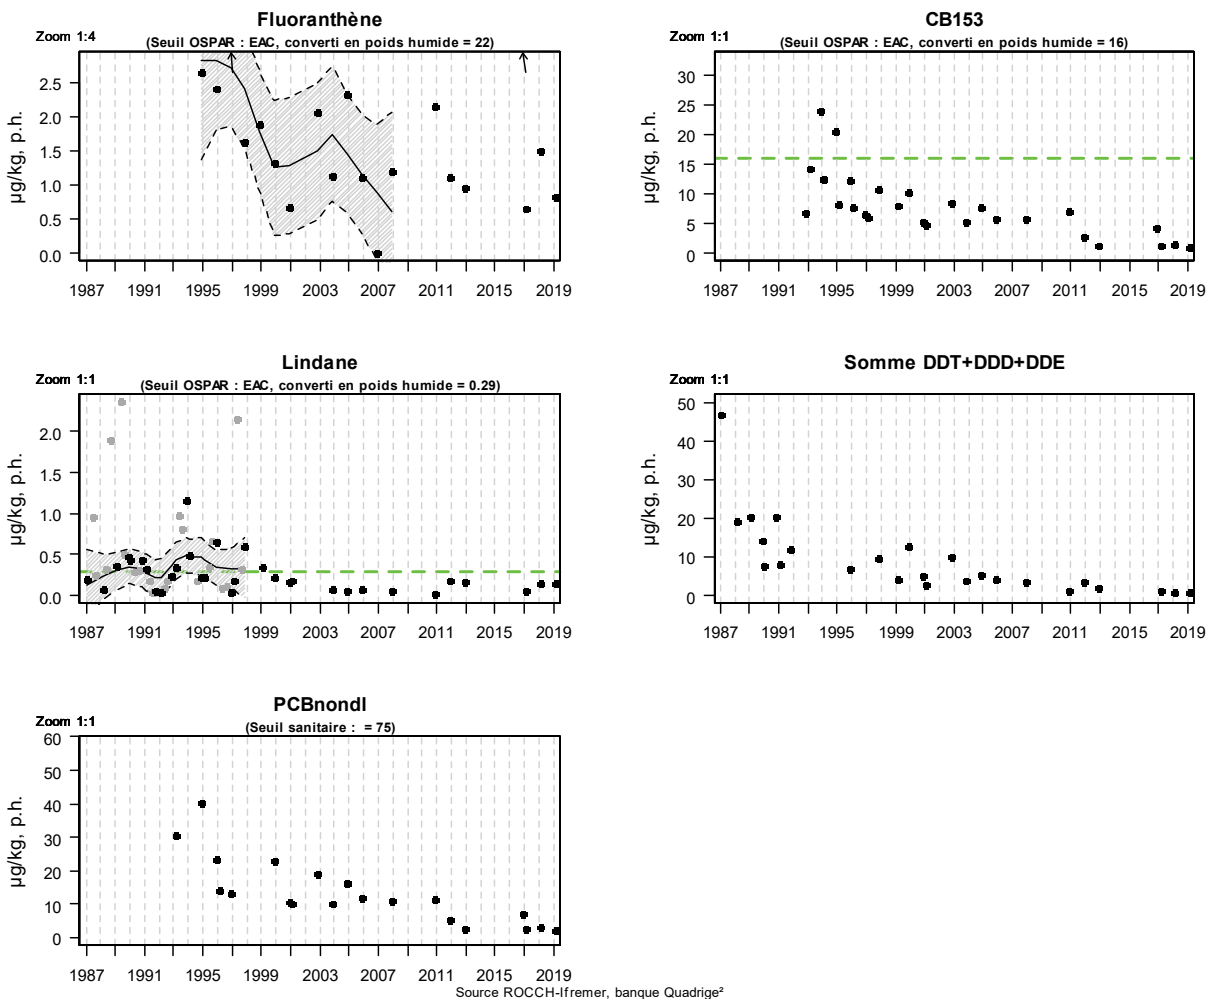 Fluoranthène
Zoom 1:4
(Seuil OSPAR : EAC, converti en poids humide = 22)
µg/kg, p.h.
2.5
2.0
1.5
1.0
0.5
0.0
1987 1991 1995 1999 2003 2007 2011 2015 2019
CB153
Zoom 1:1
(Seuil OSPAR : EAC, converti en poids humide = 16)
µg/kg, p.h.
30
25
20
15
10
5
0
1987 1991 1995 1999 2003 2007 2011 2015 2019
Lindane
Zoom 1:1
(Seuil OSPAR : EAC, converti en poids humide = 0.29)
µg/kg, p.h.
2.0
1.5
1.0
0.5
0.0
1987 1991 1995 1999 2003 2007 2011 2015 2019
Somme DDT+DDD+DDE
Zoom 1:1
µg/kg, p.h.
50
40
30
20
10
0
1987 1991 1995 1999 2003 2007 2011 2015 2019
PCBnondl
Zoom 1:1
(Seuil sanitaire :  = 75)
µg/kg, p.h.
60
50
40
30
20
10
0
1987 1991 1995 1999 2003 2007 2011 2015 2019
Source ROCCH-Ifremer, banque Quadrige²